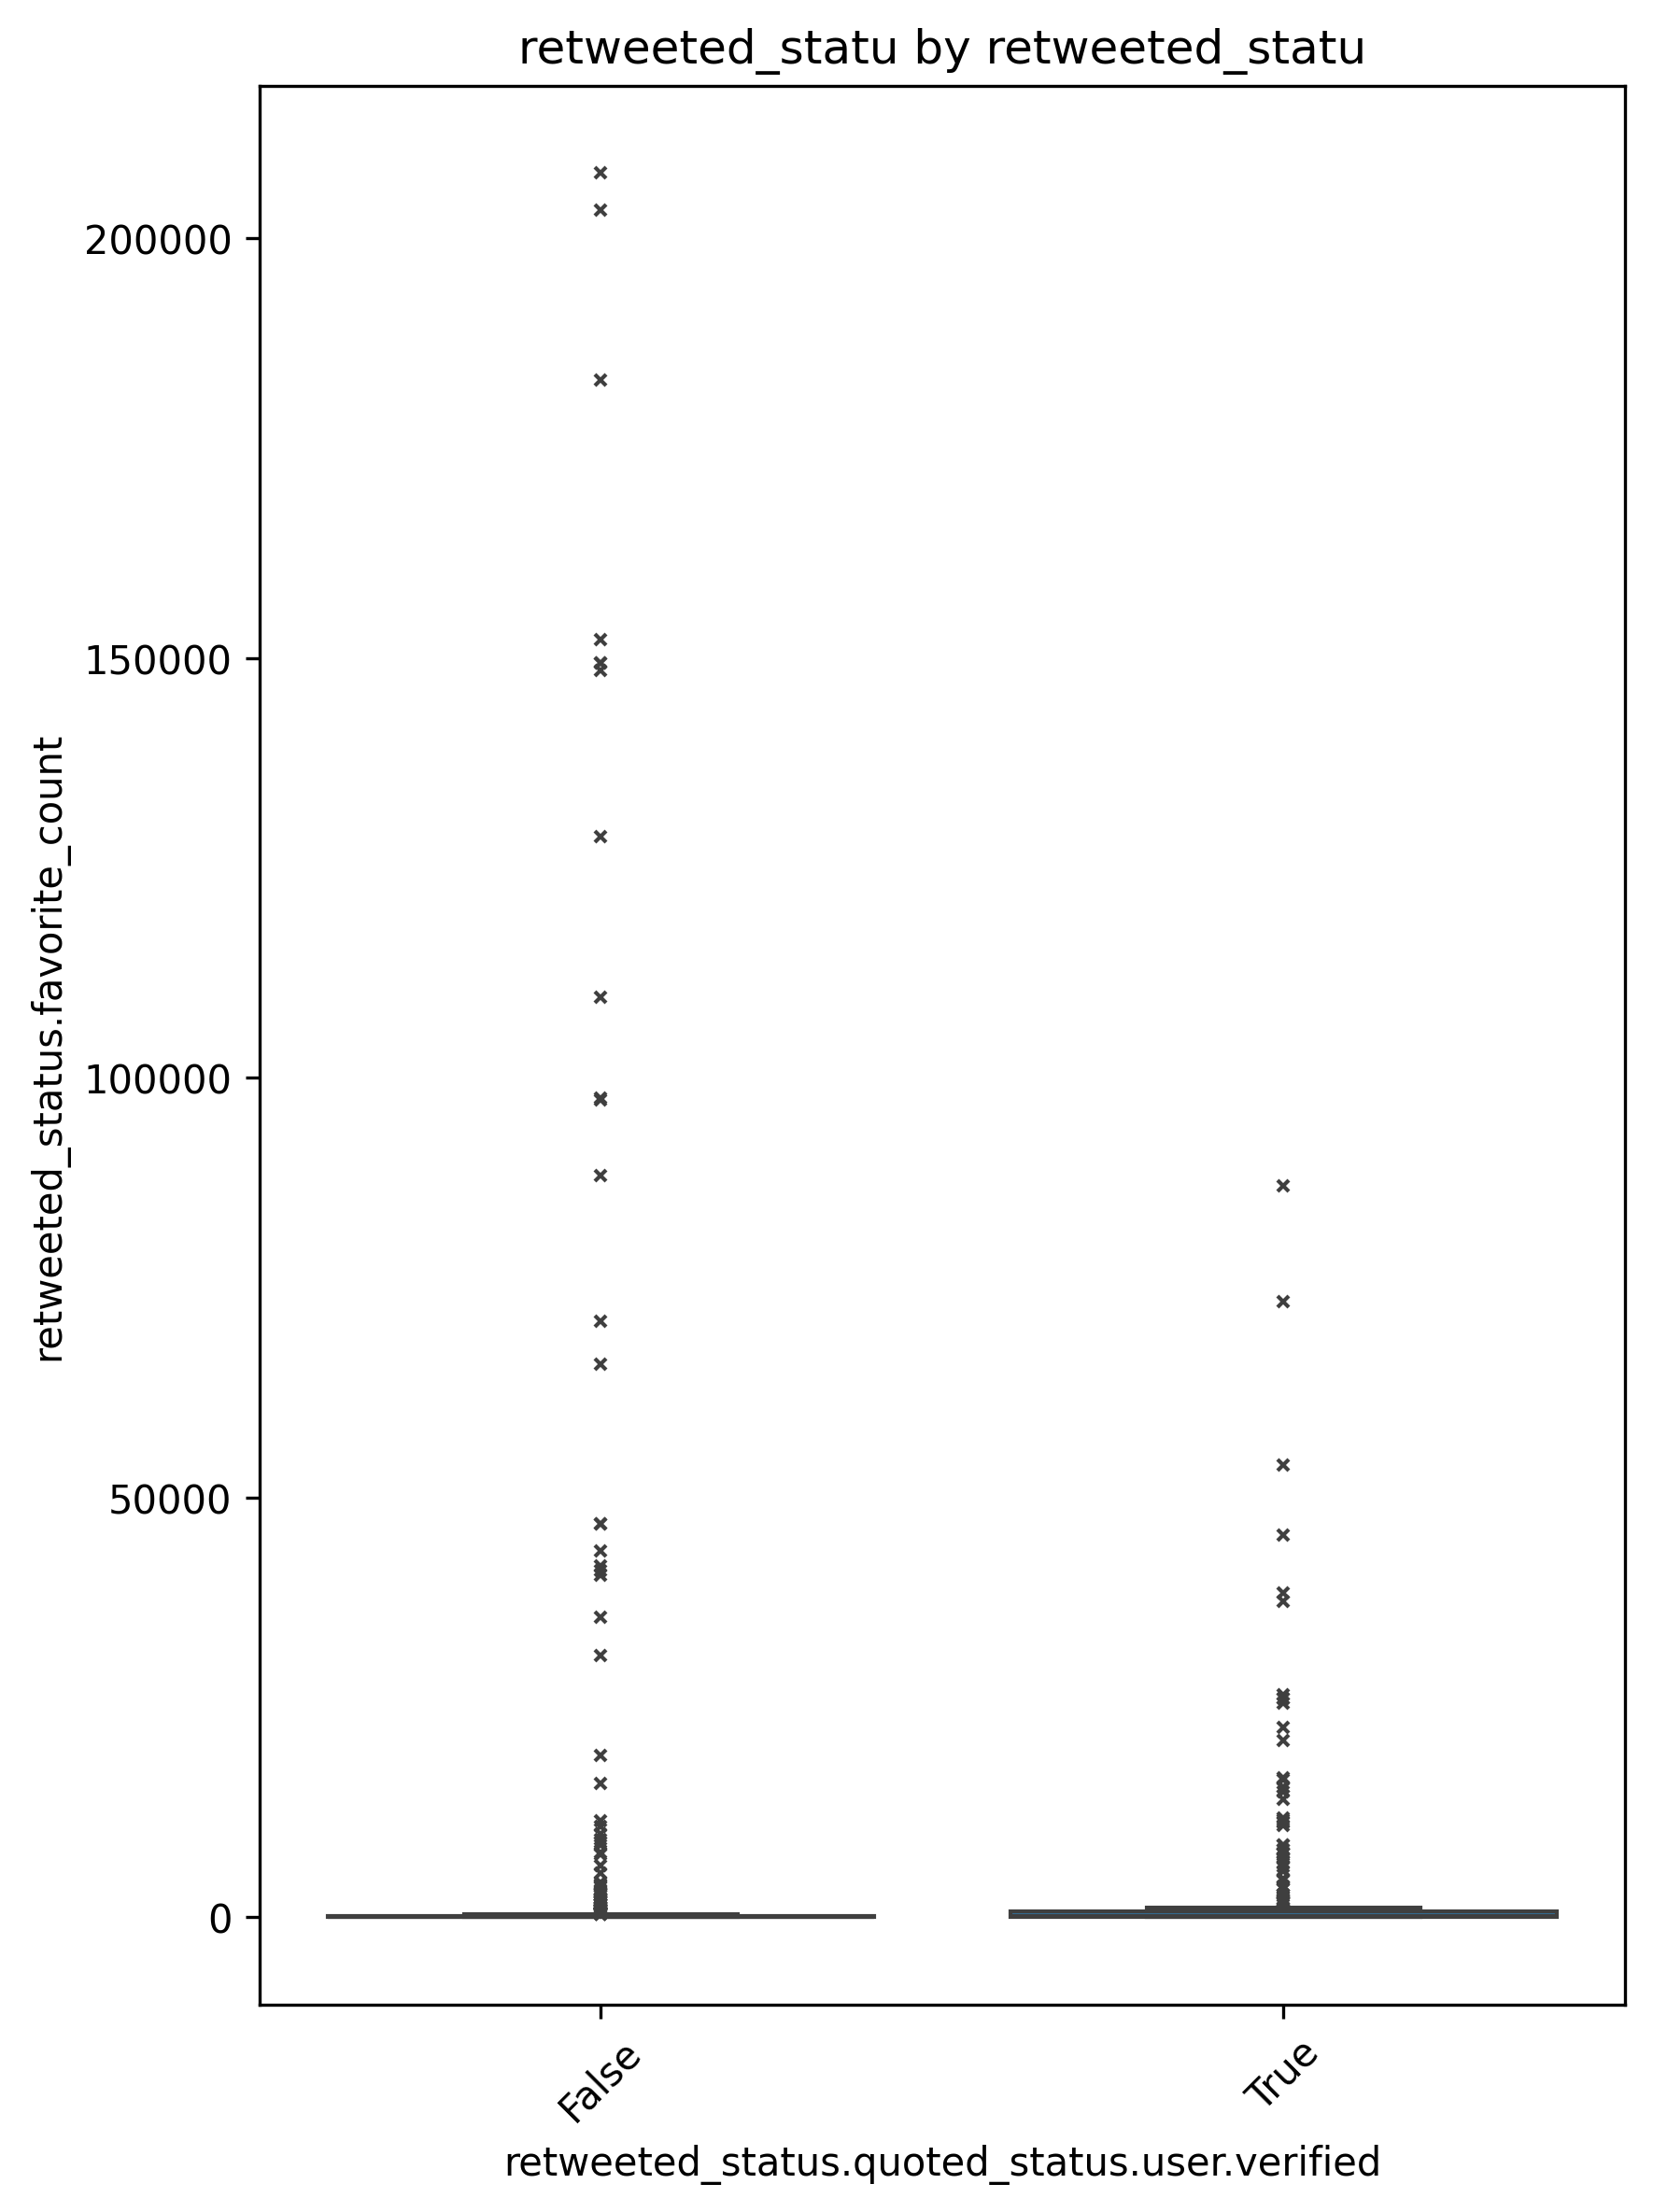 retweeted_statu by retweeted_statu
retweeted_status.favorite_count
200000
150000
100000
50000
0
False
True
retweeted_status.quoted_status.user.verified